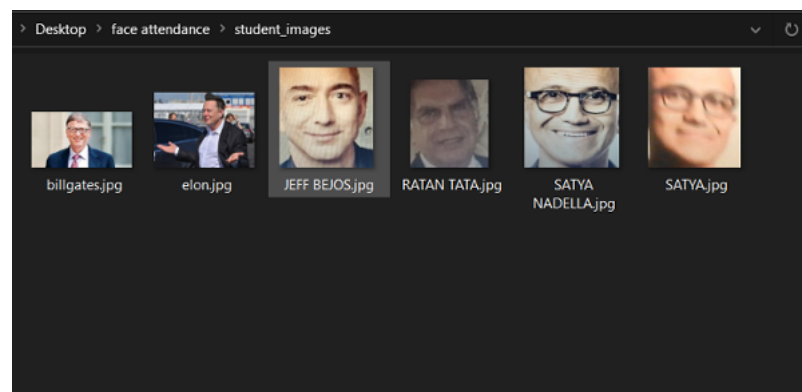 > Desktop > face attendance > student_images
billgates.jpg
elon.jpg
JEFF BEJOS.jpg
RATAN TATA.jpg
SATYA
NADELLA.jpg
SATYA.jpg